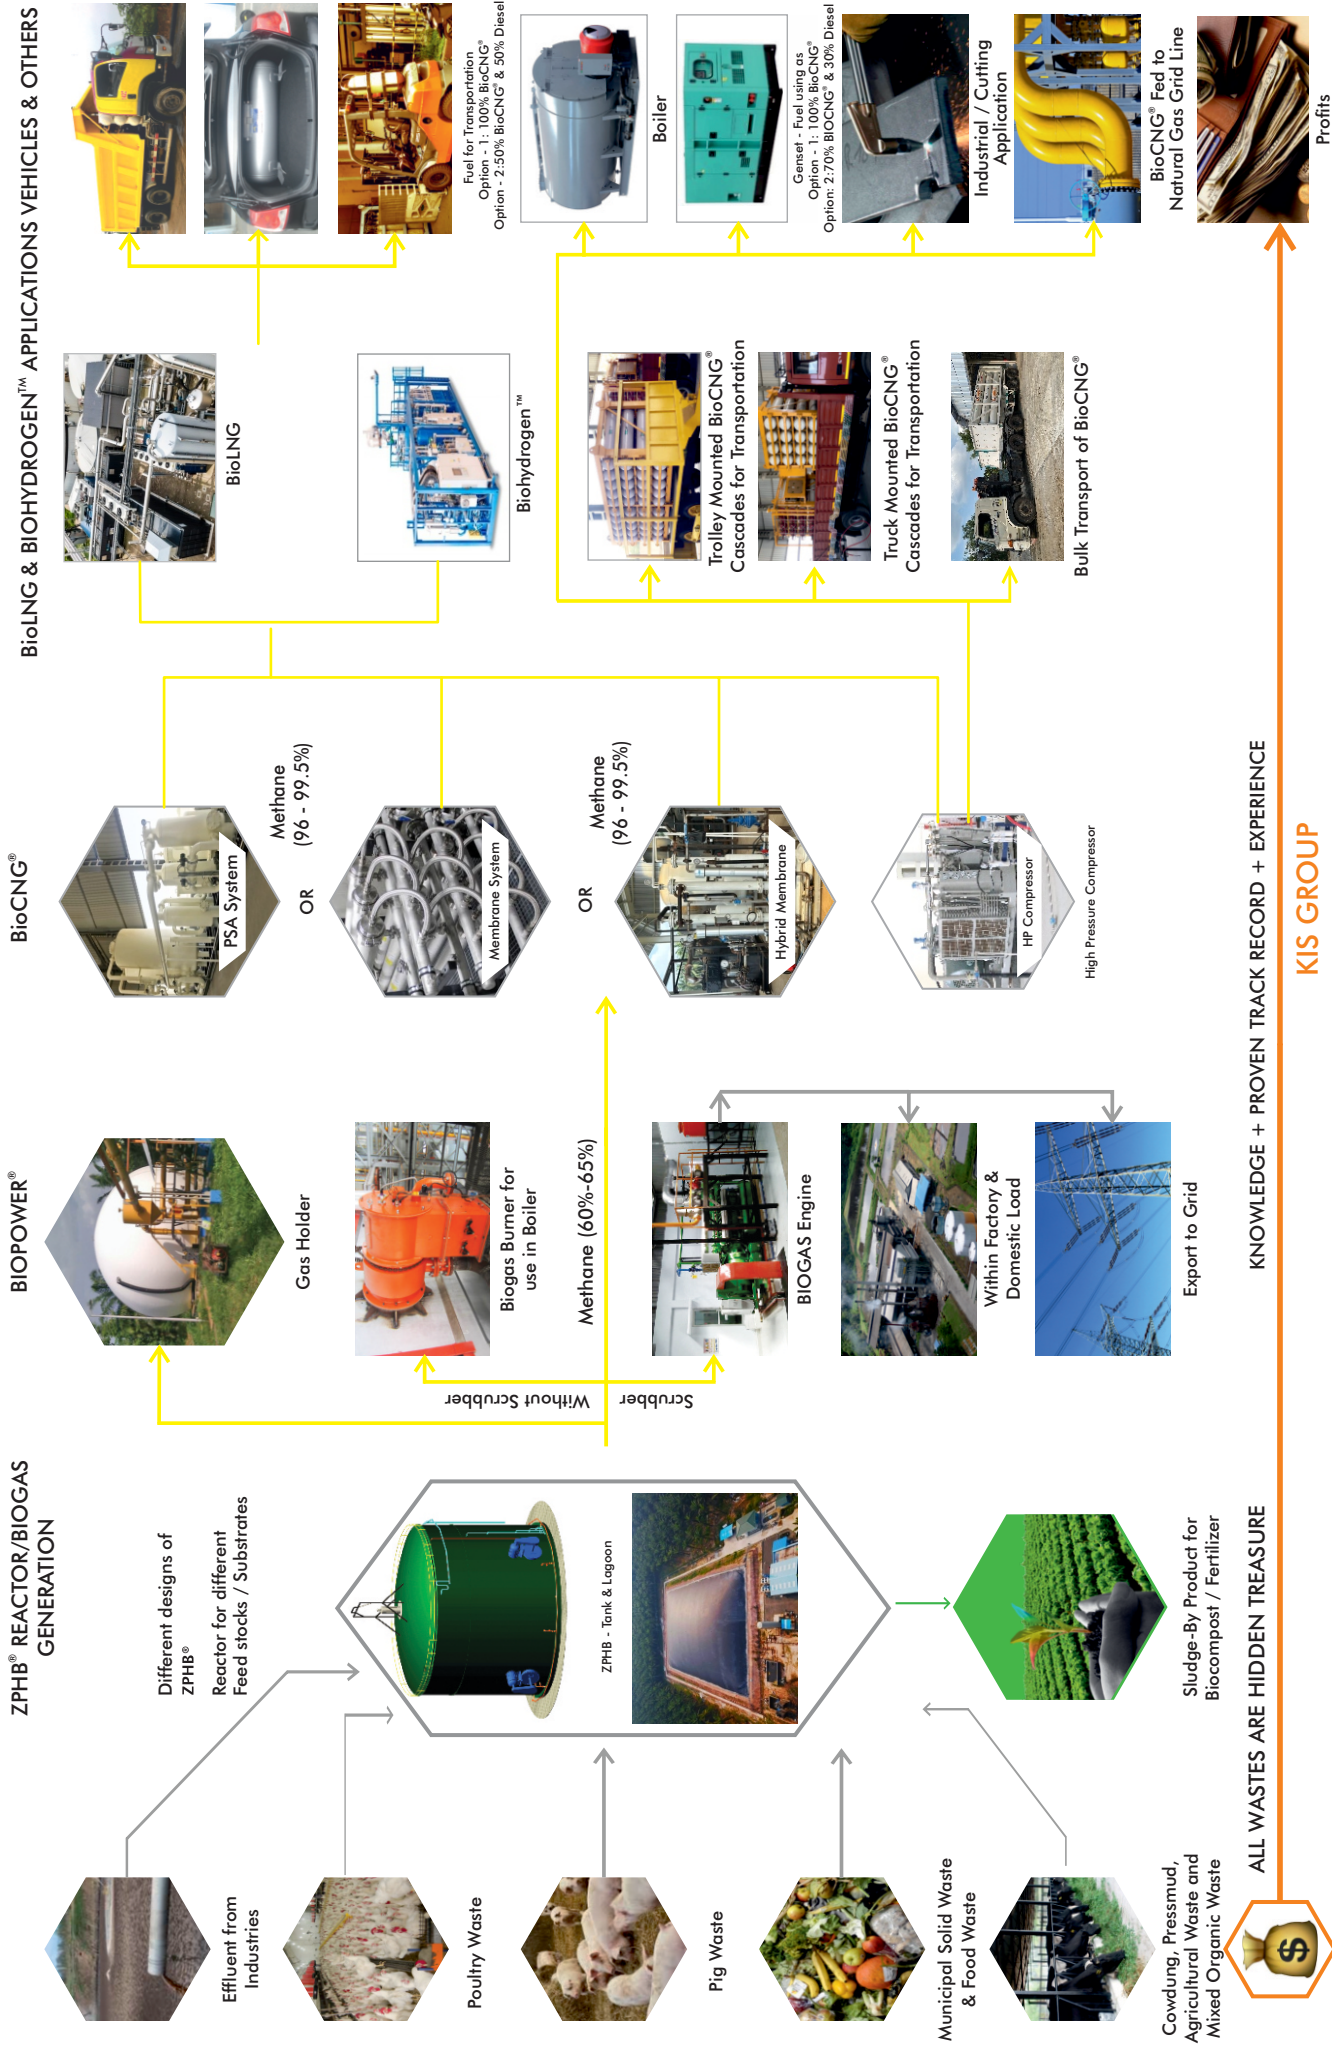 ZPHB® REACTOR/BIOGAS
GENERATION
BIOPOWER®
BioCNG®
BioLNG & BIOHYDROGEN™ APPLICATIONS VEHICLES & OTHERS
Effluent from
Industries
Poultry Waste
Pig Waste
Municipal Solid Waste
& Food Waste
Cowdung, Pressmud,
Agricultural Waste and
Mixed Organic Waste
Different designs of
ZPHB®
Reactor for different
Feed stocks / Substrates
ZPHB - Tank & Lagoon
Sludge-By Product for
Biocompost / Fertilizer
Without Scrubber
Scrubber
Gas Holder
Biogas Burner for
use in Boiler
Methane (60%-65%)
BIOGAS Engine
Within Factory &
Domestic Load
Export to Grid
PSA System
Methane
(96 - 99.5%)
OR
Membrane System
OR
Methane
(96 - 99.5%)
Hybrid Membrane
HP Compressor
High Pressure Compressor
BioLNG
Biohydrogen™
Trolley Mounted BioCNG®
Cascades for Transportation
Truck Mounted BioCNG®
Cascades for Transportation
Bulk Transport of BioCNG®
Fuel for Transportation
Option - 1: 100% BioCNG®
Option - 2:50% BioCNG® & 50% Diesel
Boiler
Genset - Fuel using as
Option - 1: 100% BioCNG®
Option: 2:70% BIOCNG® & 30% Diesel
Industrial / Cutting
Application
BioCNG® Fed to
Natural Gas Grid Line
Profits
$
ALL WASTES ARE HIDDEN TREASURE
KNOWLEDGE + PROVEN TRACK RECORD + EXPERIENCE
KIS GROUP